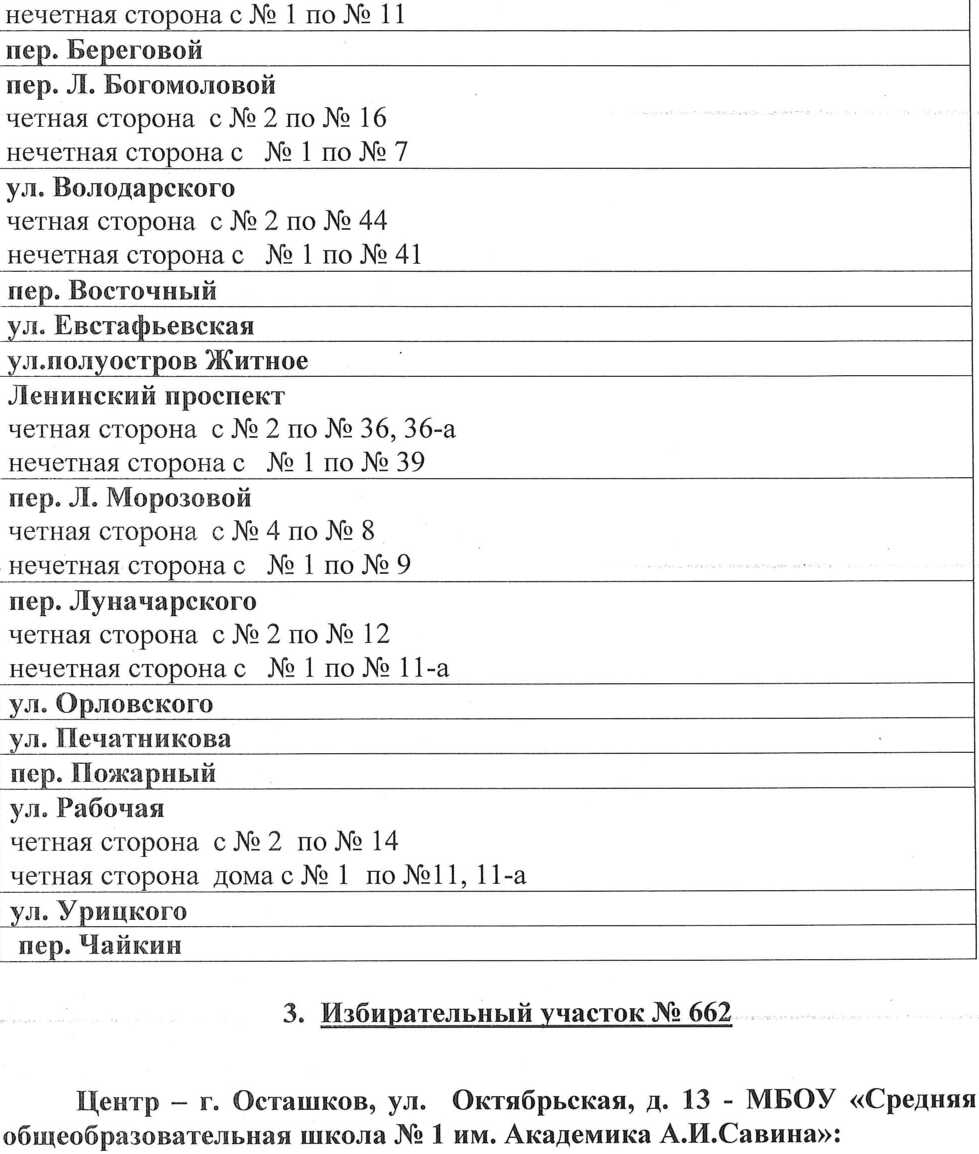 нечетная сторона с № 1 по № 11
пер. Береговой
пер. Л. Богомоловой
четная сторона с № 2 по № 16
нечетная сторона с № 1 по № 7
ул. Володарского
четная сторона с № 2 по № 44
нечетная сторона с № 1 по № 41
пер. Восточный
ул. Евстафьевская
ул.полуостров Житное
Ленинский проспект
четная сторона с № 2 по № 36, 36-а
нечетная сторона с № 1 по № 39
пер. Л. Морозовой
четная сторона с № 4 по № 8
нечетная сторона с № 1 по № 9
пер. Луначарского
четная сторона с № 2 по № 12
нечетная сторона с № 1 по № 11-а
ул. Орловского
ул. Печатникова
пер. Пожарный
ул. Рабочая
четная сторона с № 2 по № 14
четная сторона дома с № 1 по №11, 11-а
ул. Урицкого
пер. Чайкин
3. Избирательный участок № 662
Центр – г. Осташков, ул. Октябрьская, д. 13 - МБОУ «Средняя
общеобразовательная школа № 1 им. Академика А.И.Савина»: